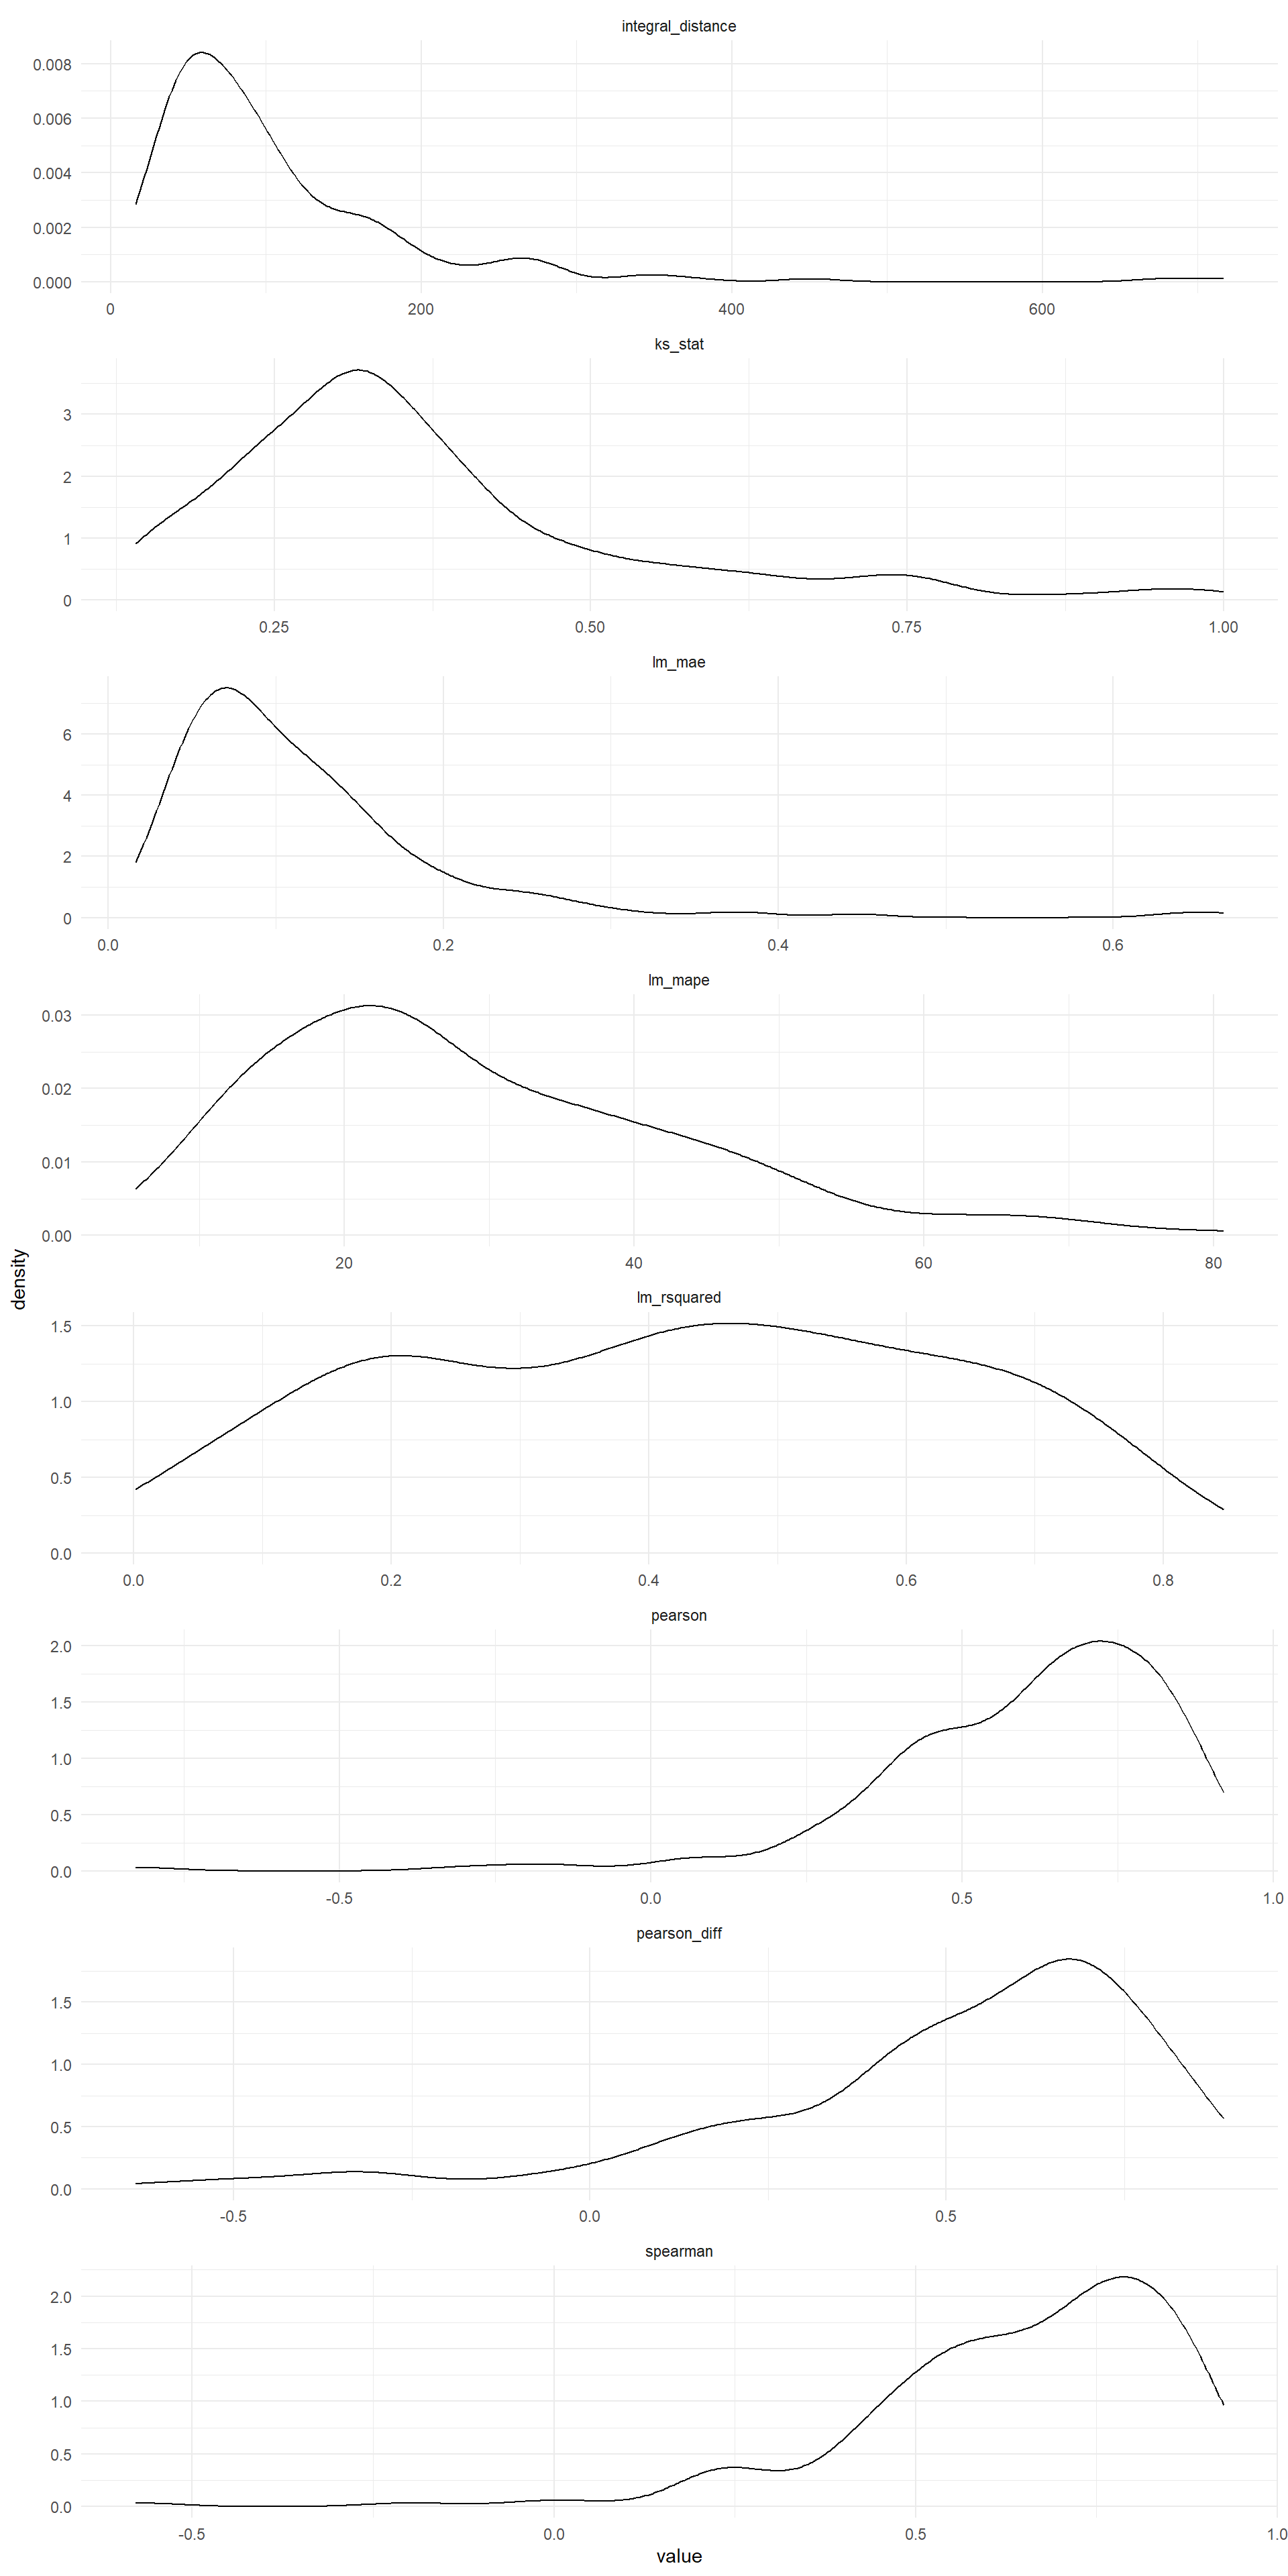 integral_distance
0.008
0.006
0.004
0.002
0.000
0 200 400 600
ks_stat
3
2
1
0
0.25 0.50 0.75 1.00
lm_mae
6
4
2
0
0.0 0.2 0.4 0.6
lm_mape
0.03
0.02
0.01
0.00
20 40 60 80
density
lm_rsquared
1.5
1.0
0.5
0.0
0.0 0.2 0.4 0.6 0.8
pearson
2.0
1.5
1.0
0.5
0.0
-0.5 0.0 0.5 1.0
pearson_diff
1.5
1.0
0.5
0.0
-0.5 0.0 0.5
spearman
2.0
1.5
1.0
0.5
0.0
-0.5 0.0 0.5 1.0
value